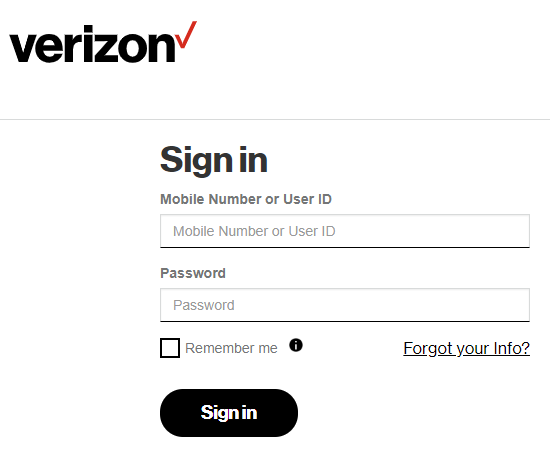 verizon
Sign in
Mobile Number or User ID
Mobile Number or User ID
Password
Password
Remember me i Forgot your Info?
Sign in